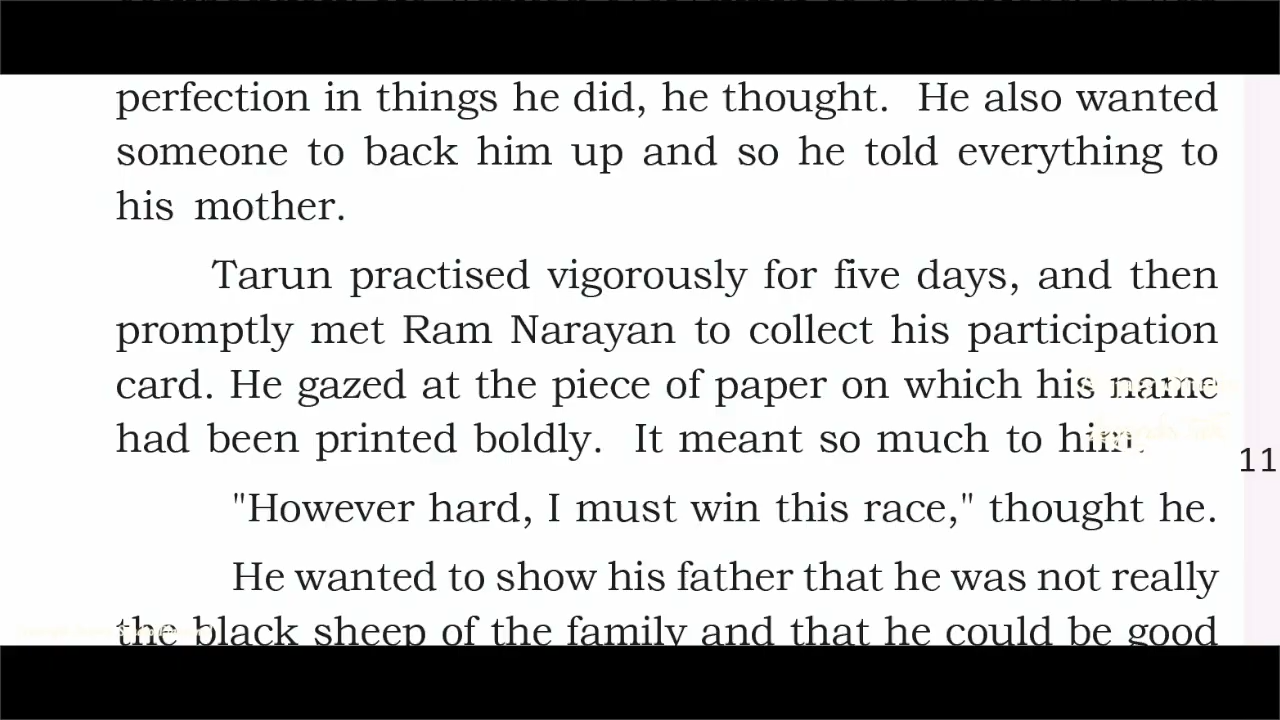 perfection in things he did, he thought. He also wanted
someone to back him up and so he told everything to
his mother.
Tarun practised vigorously for five days, and then
promptly met Ram Narayan to collect his participation
card. He gazed at the piece of paper on which his name
had been printed boldly. It meant so much to him.
11
"However hard, I must win this race," thought he.
He wanted to show his father that he was not really
the black sheep of the family and that he could be good